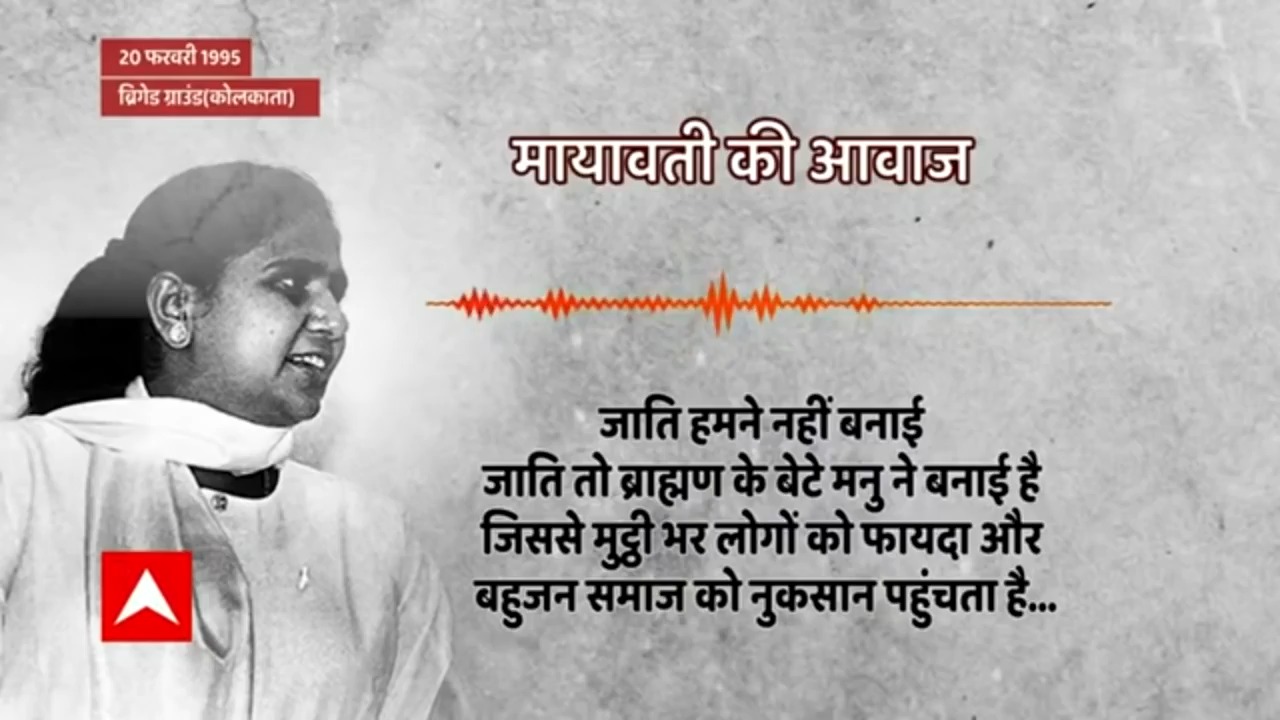 20 फरवरी 1995
ब्रिगेड ग्राउंड(कोलकाता)
मायावती की आवाज
जाति हमने नहीं बनाई
जाति तो ब्राह्मण के बेटे मनु ने बनाई है
जिससे मुट्ठी भर लोगों को फायदा और
बहुजन समाज को नुकसान पहुंचता है...